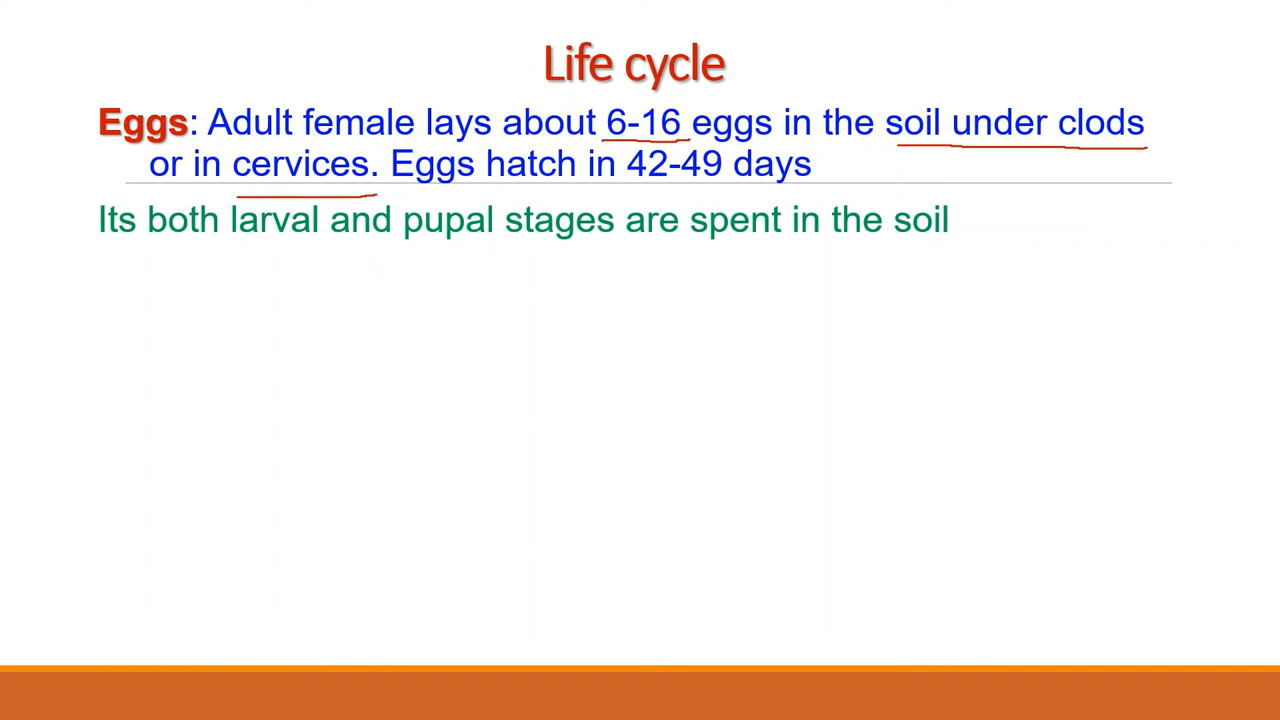 Life cycle
Eggs: Adult female lays about 6-16 eggs in the soil under clods
or in cervices. Eggs hatch in 42-49 days
Its both larval and pupal stages are spent in the soil